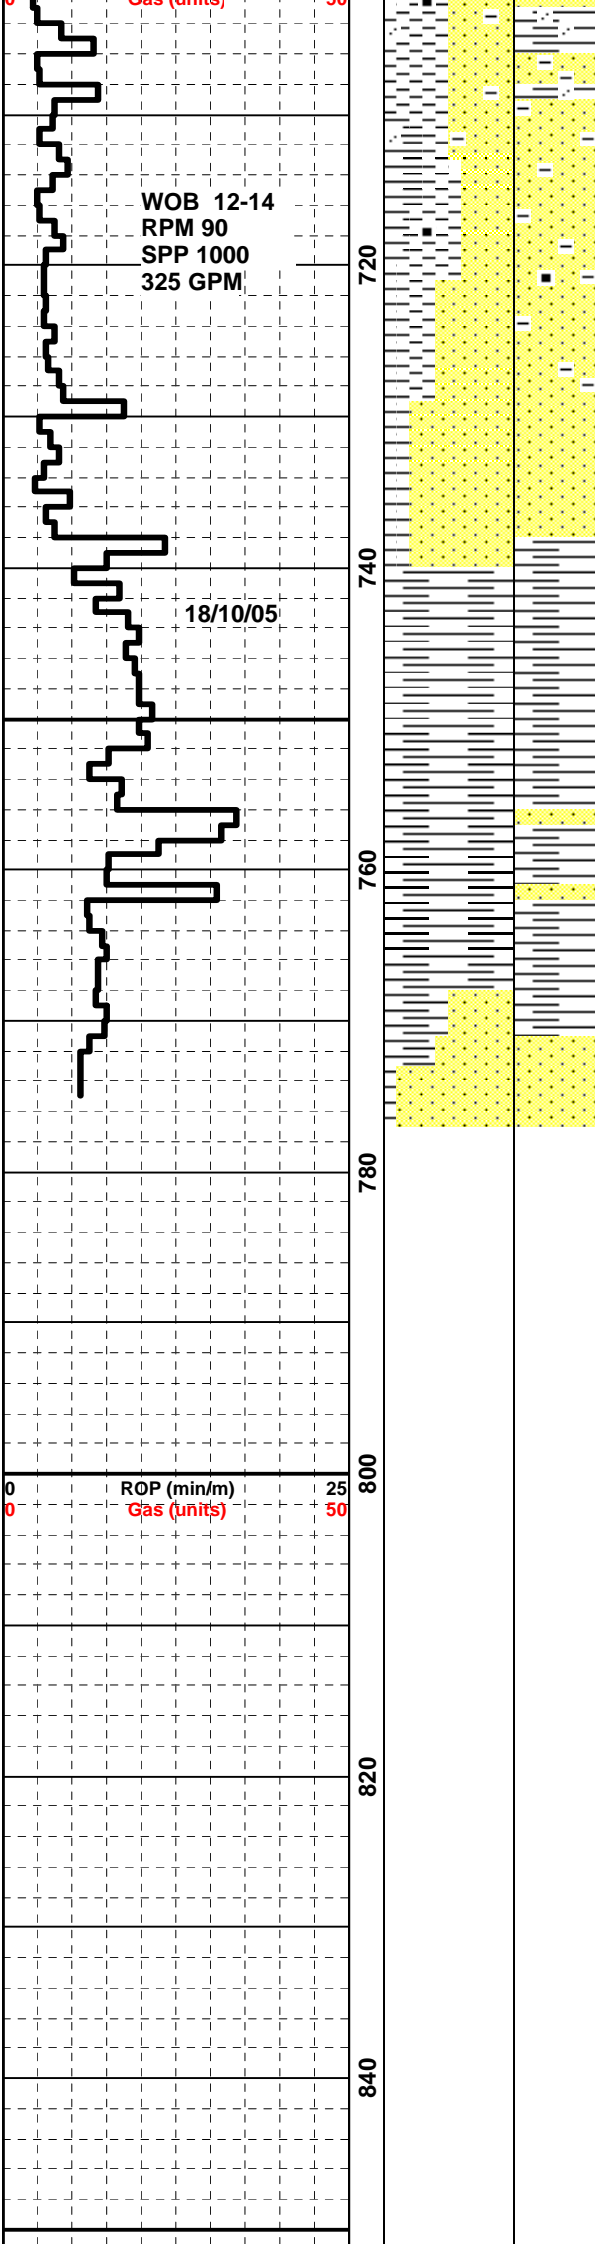 0 Gas (units) 50
WOB 12-14
RPM 90
SPP 1000
325 GPM
720
740
18/10/05
760
780
800
0 ROP (min/m) 25
0 Gas (units) 50
820
840